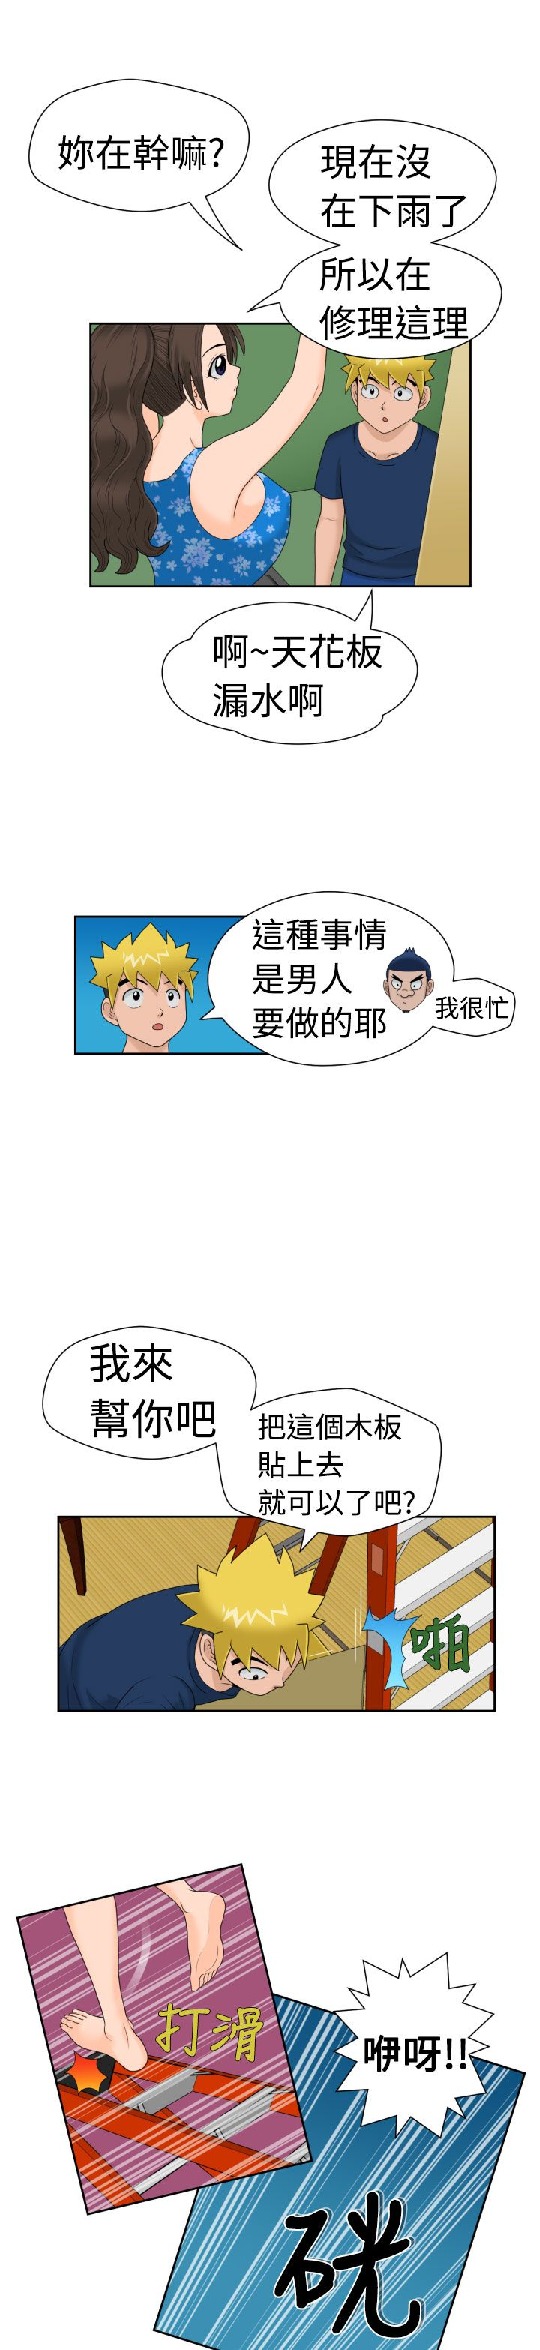 妳在幹嘛?
現在沒
在下雨了
所以在
修理這理
啊~天花板
漏水啊
這種事情
是男人
要做的耶
我很忙
我來
幫你吧
把這個木板
貼上去
就可以了吧?
啪
打滑
咿呀!!
硄